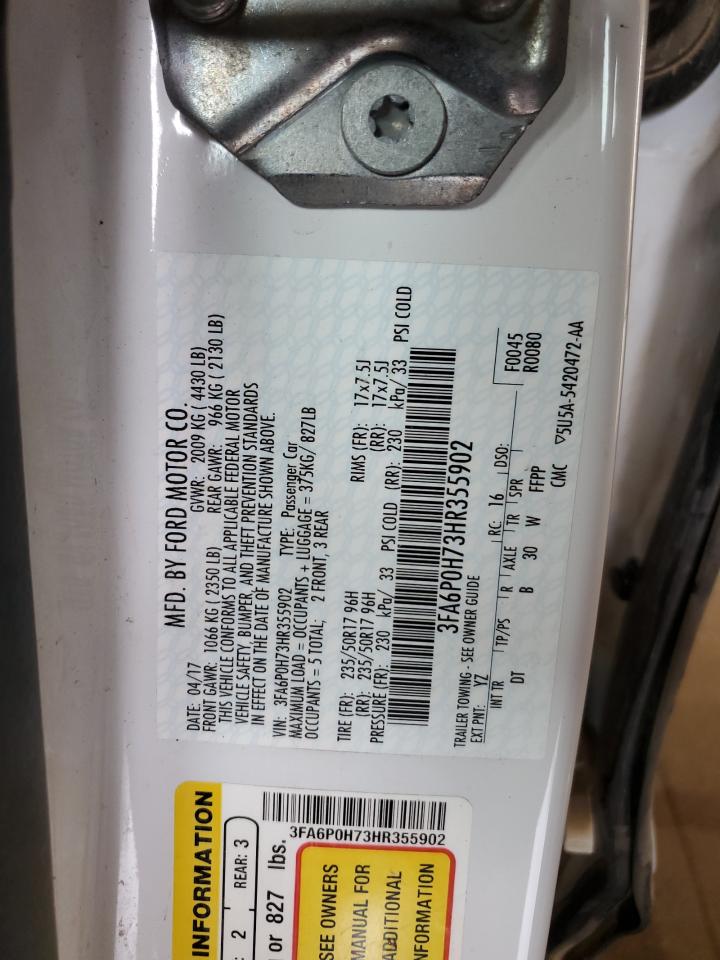 MFD. BY FORD MOTOR CO.
DATE: 04/17 GVWR: 2009 KG ( 4430 LB)
FRONT GAWR: 1066 KG ( 2350 LB) REAR GAWR: 966 KG ( 2130 LB)
THIS VEHICLE CONFORMS TO ALL APPLICABLE FEDERAL MOTOR
VEHICLE SAFETY, BUMPER, AND THEFT PREVENTION STANDARDS
IN EFFECT ON THE DATE OF MANUFACTURE SHOWN ABOVE.
VIN: 3FA6P0H73HR355902 TYPE: Passenger Car
MAXIMUM LOAD = OCCUPANTS + LUGGAGE = 375KG/ 827LB
OCCUPANTS = 5 TOTAL; 2 FRONT, 3 REAR
TIRE (FR): 235/50R17 96H RIMS (FR): 17x7.5J
(RR): 235/50R17 96H (RR): 17x7.5J
PRESSURE (FR): 230 kPa/ 33 PSI COLD (RR): 230 kPa/ 33 PSI COLD
3FA6P0H73HR355902
TRAILER TOWING - SEE OWNER GUIDE
EXT PNT: YZ RC: 16 DSO: F0045
R0080
INT TR TP/PS R AXLE TR SPR
DT B 30 W FFPP
CMC ▽5U5A-5420472-AA
INFORMATION
: 2 REAR: 3
or 827 lbs.
3FA6P0H73HR355902
SEE OWNERS
MANUAL FOR
ADDITIONAL
INFORMATION